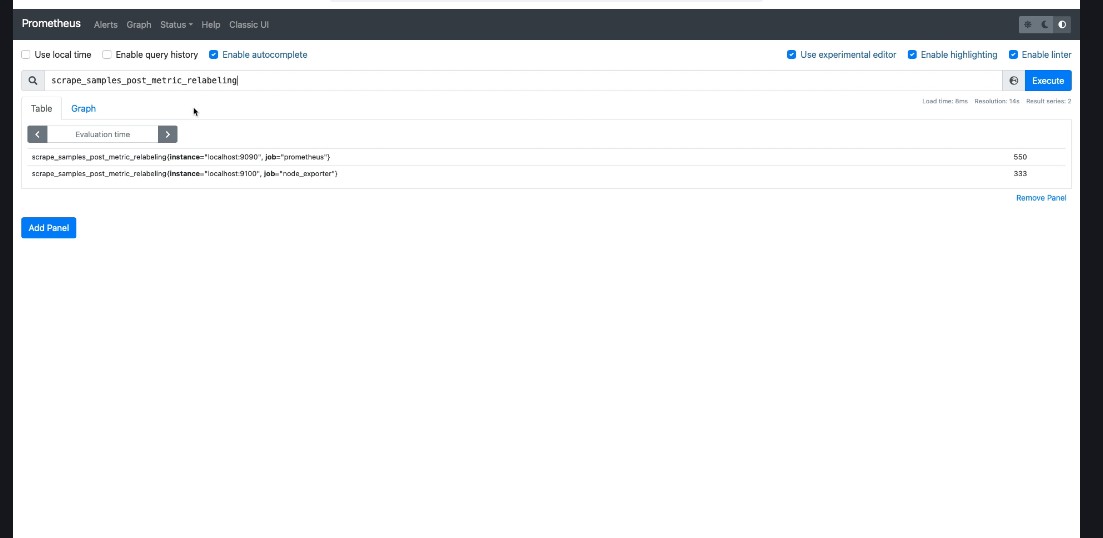 Prometheus Alerts Graph Status Help Classic UI
Use local time Enable query history Enable autocomplete Use experimental editor Enable highlighting Enable linter
scrape_samples_post_metric_relabeling Execute
Load time: 8ms Resolution: 14s Result series: 2
Table Graph
Evaluation time
scrape_samples_post_metric_relabeling{instance="localhost:9090", job="prometheus"} 550
scrape_samples_post_metric_relabeling{instance="localhost:9100", job="node_exporter"} 333
Remove Panel
Add Panel